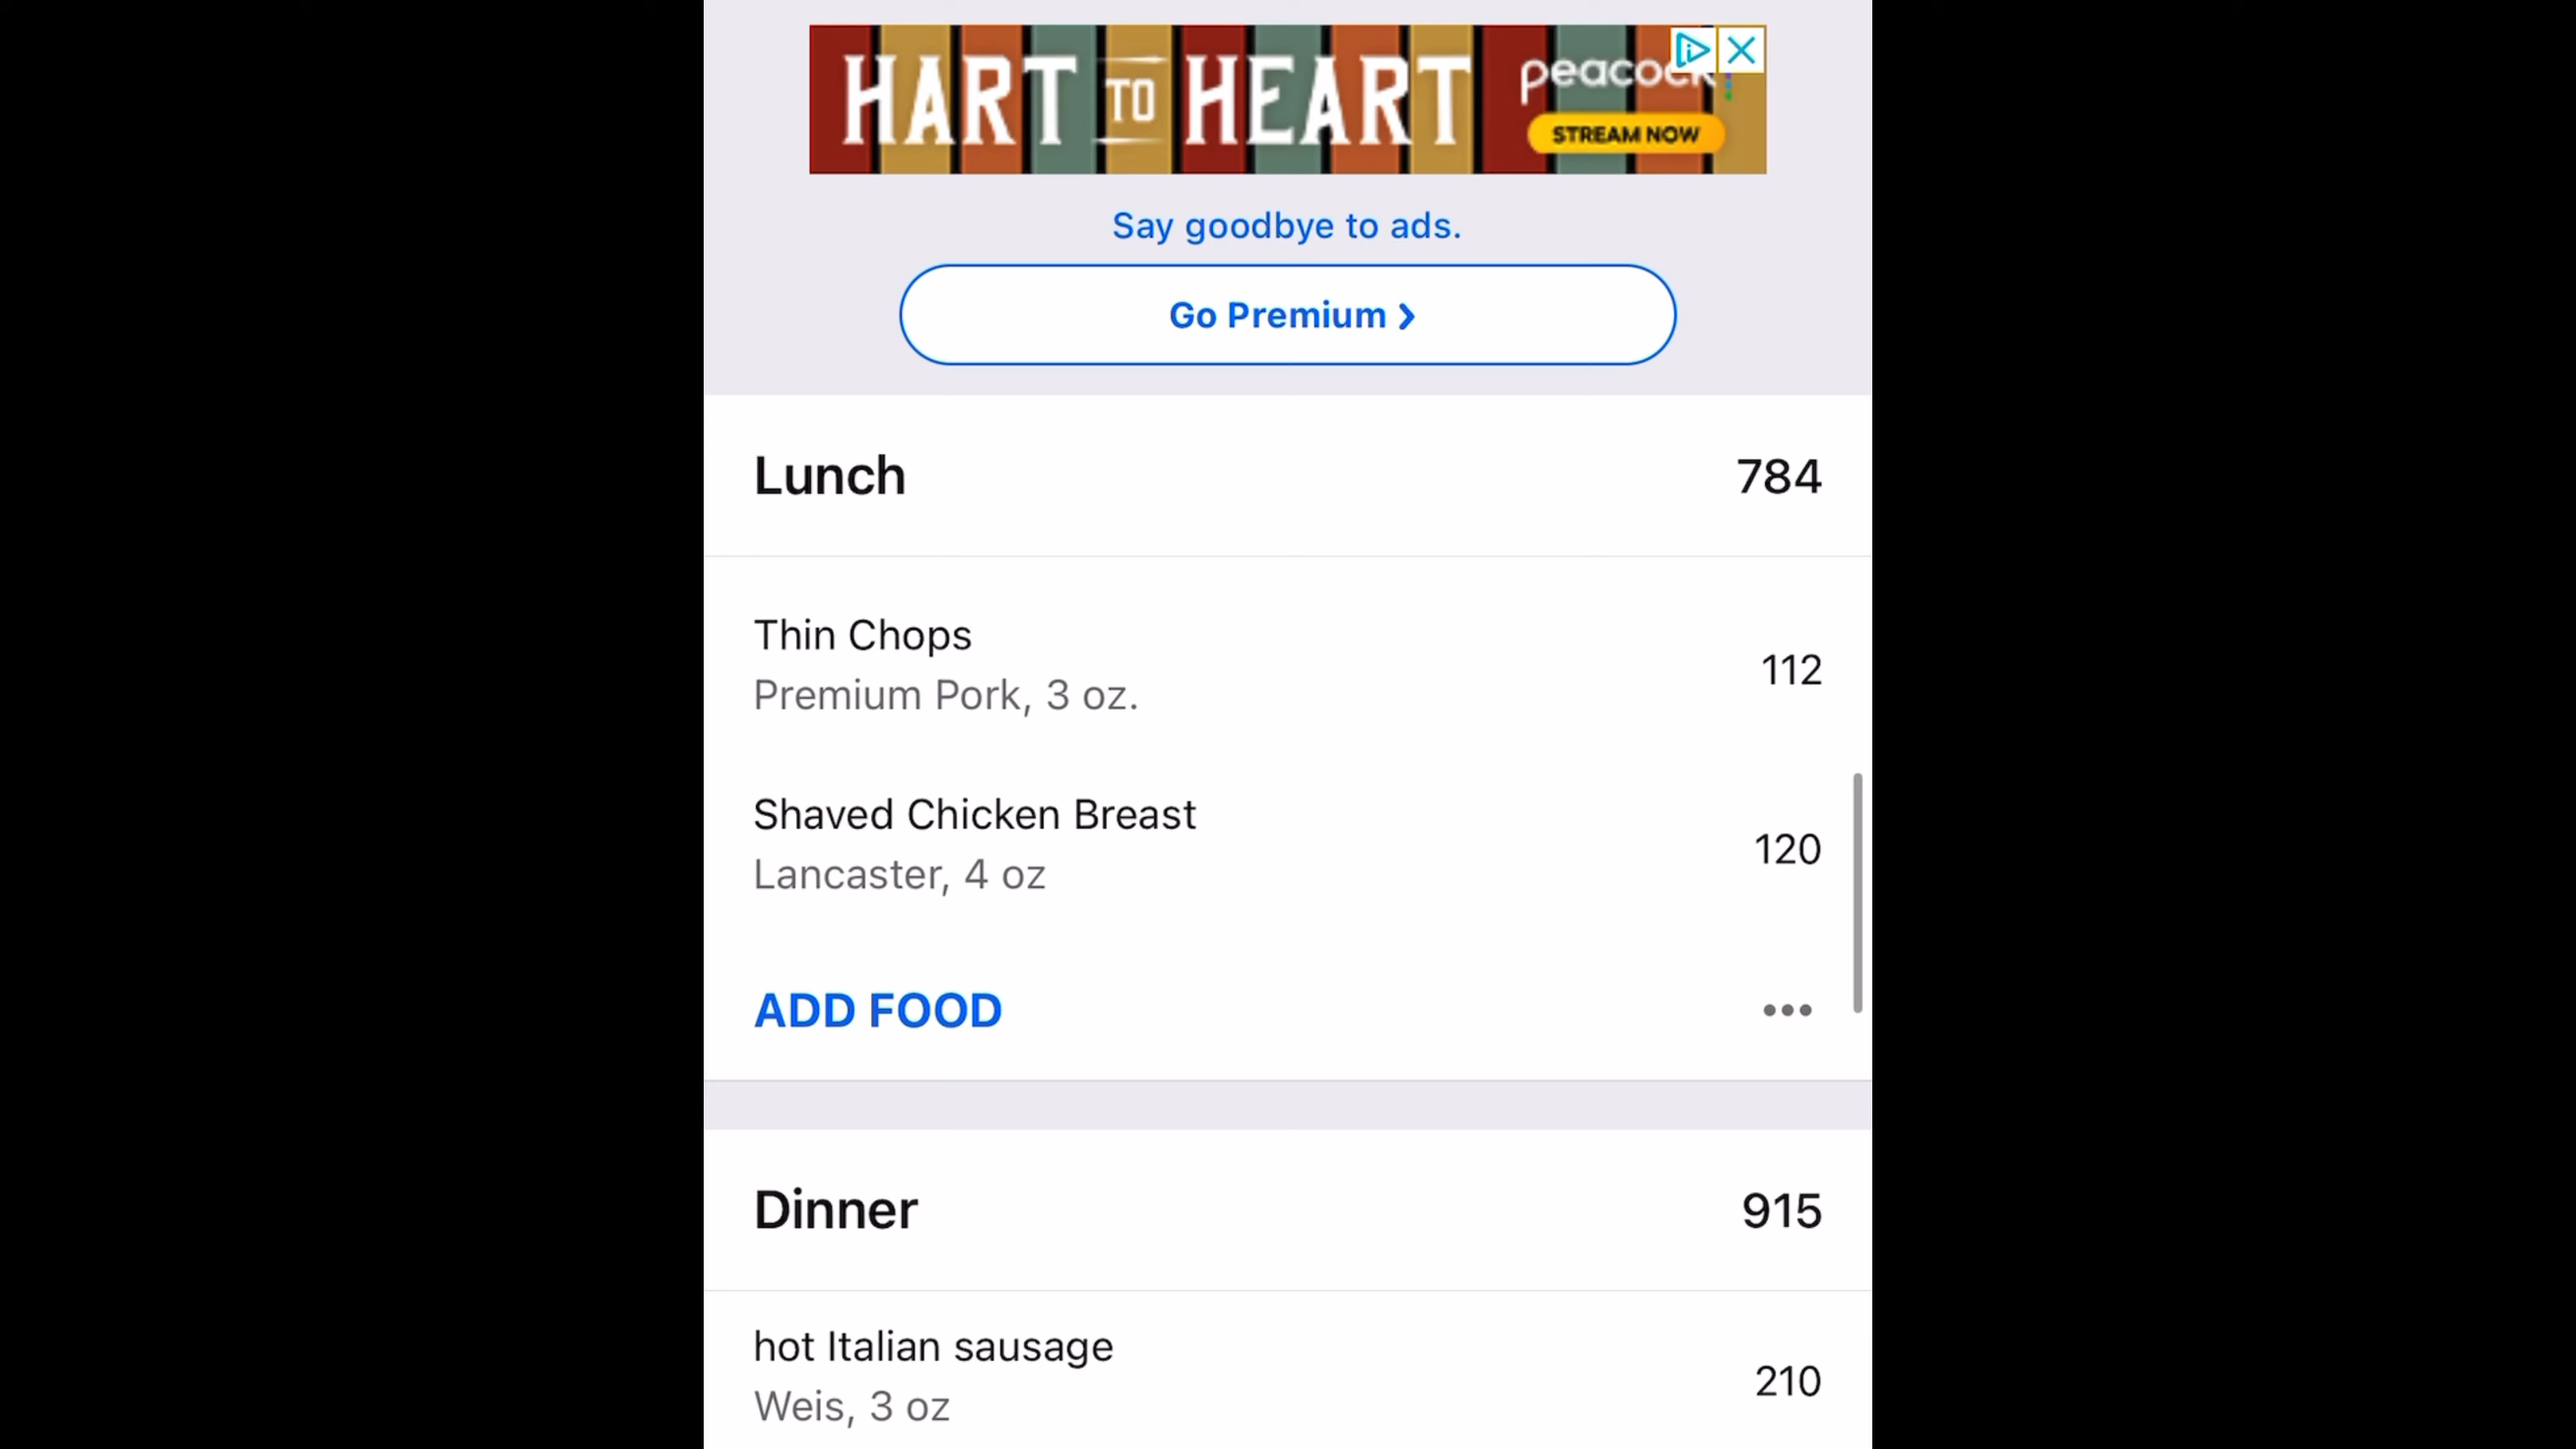 HART TO HEART
peacock
STREAM NOW
Say goodbye to ads.
Go Premium >
Lunch 784
Thin Chops
Premium Pork, 3 oz.
112
Shaved Chicken Breast
Lancaster, 4 oz
120
ADD FOOD
Dinner 915
hot Italian sausage
Weis, 3 oz
210